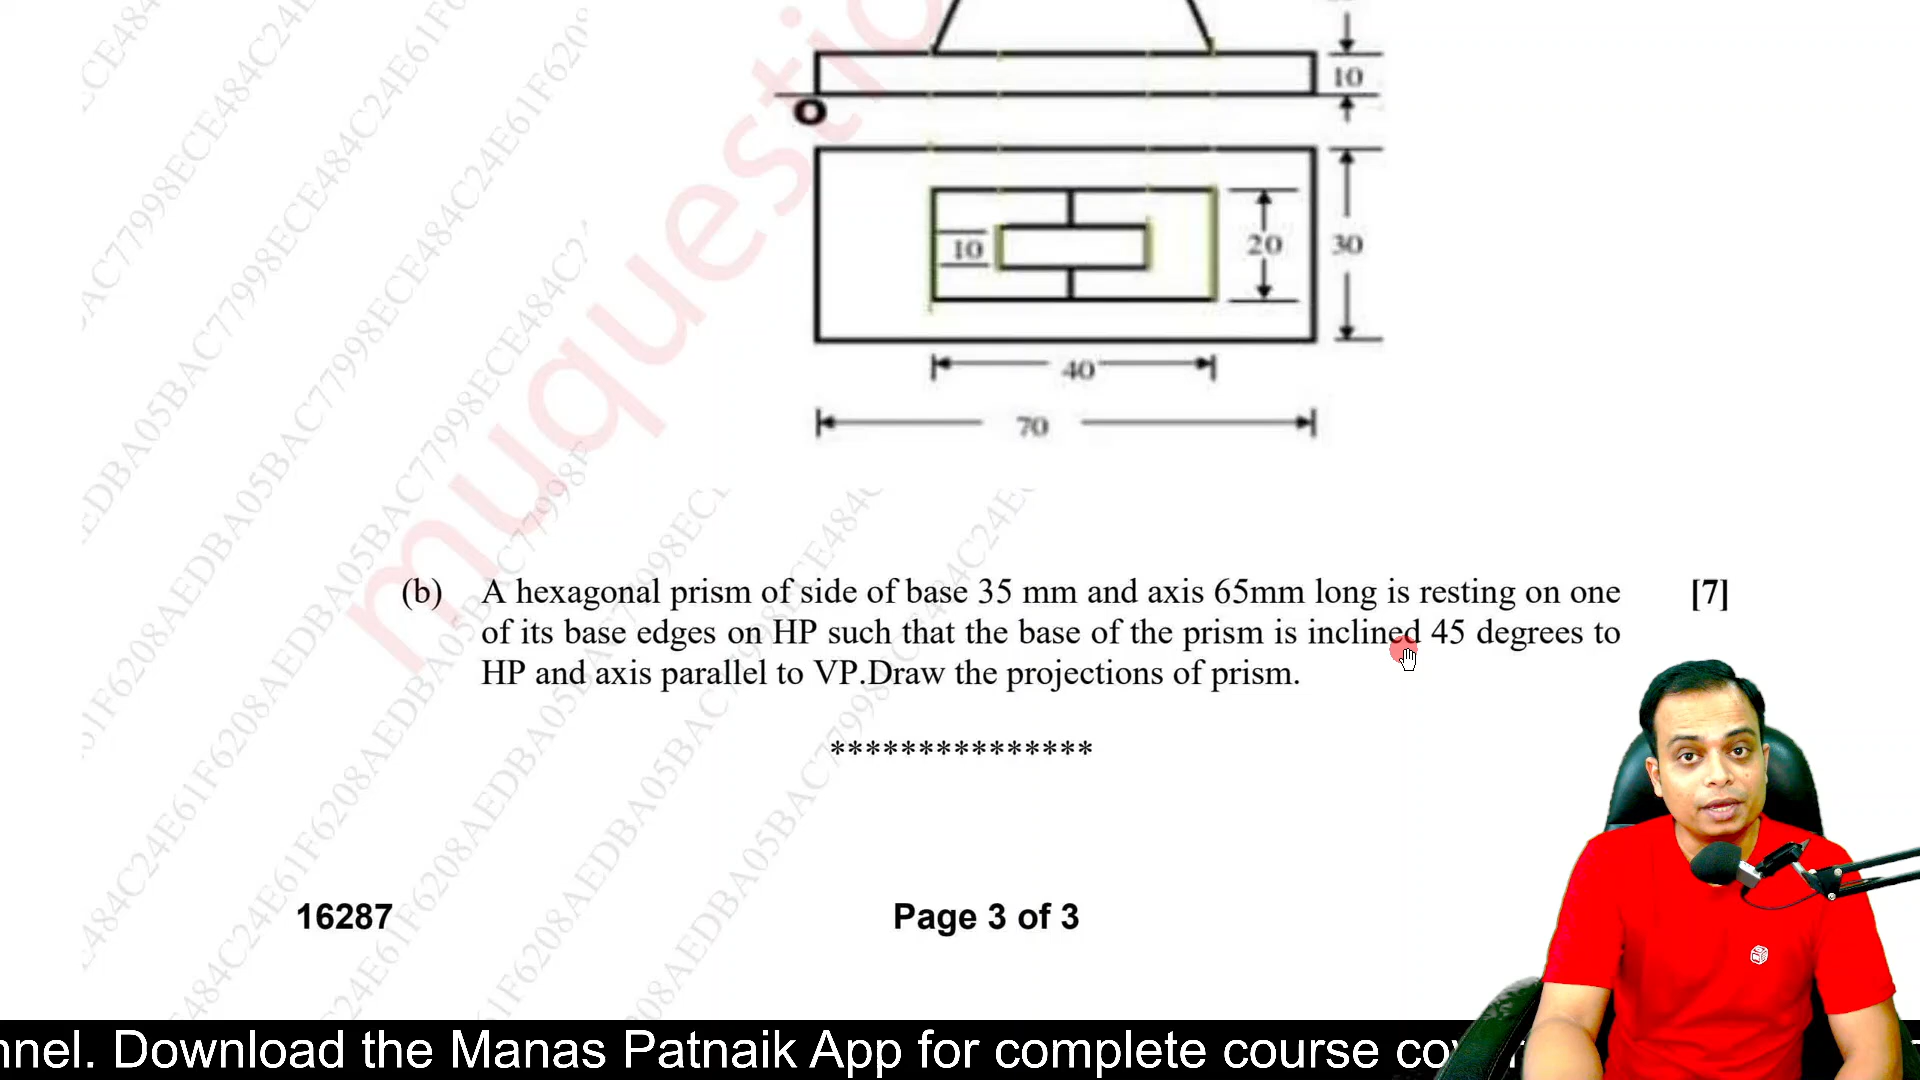 10
O
10
20
30
40
70
(b) A hexagonal prism of side of base 35 mm and axis 65mm long is resting on one [7]
of its base edges on HP such that the base of the prism is inclined 45 degrees to
HP and axis parallel to VP.Draw the projections of prism.
***************
16287 Page 3 of 3
nnel. Download the Manas Patnaik App for complete course co